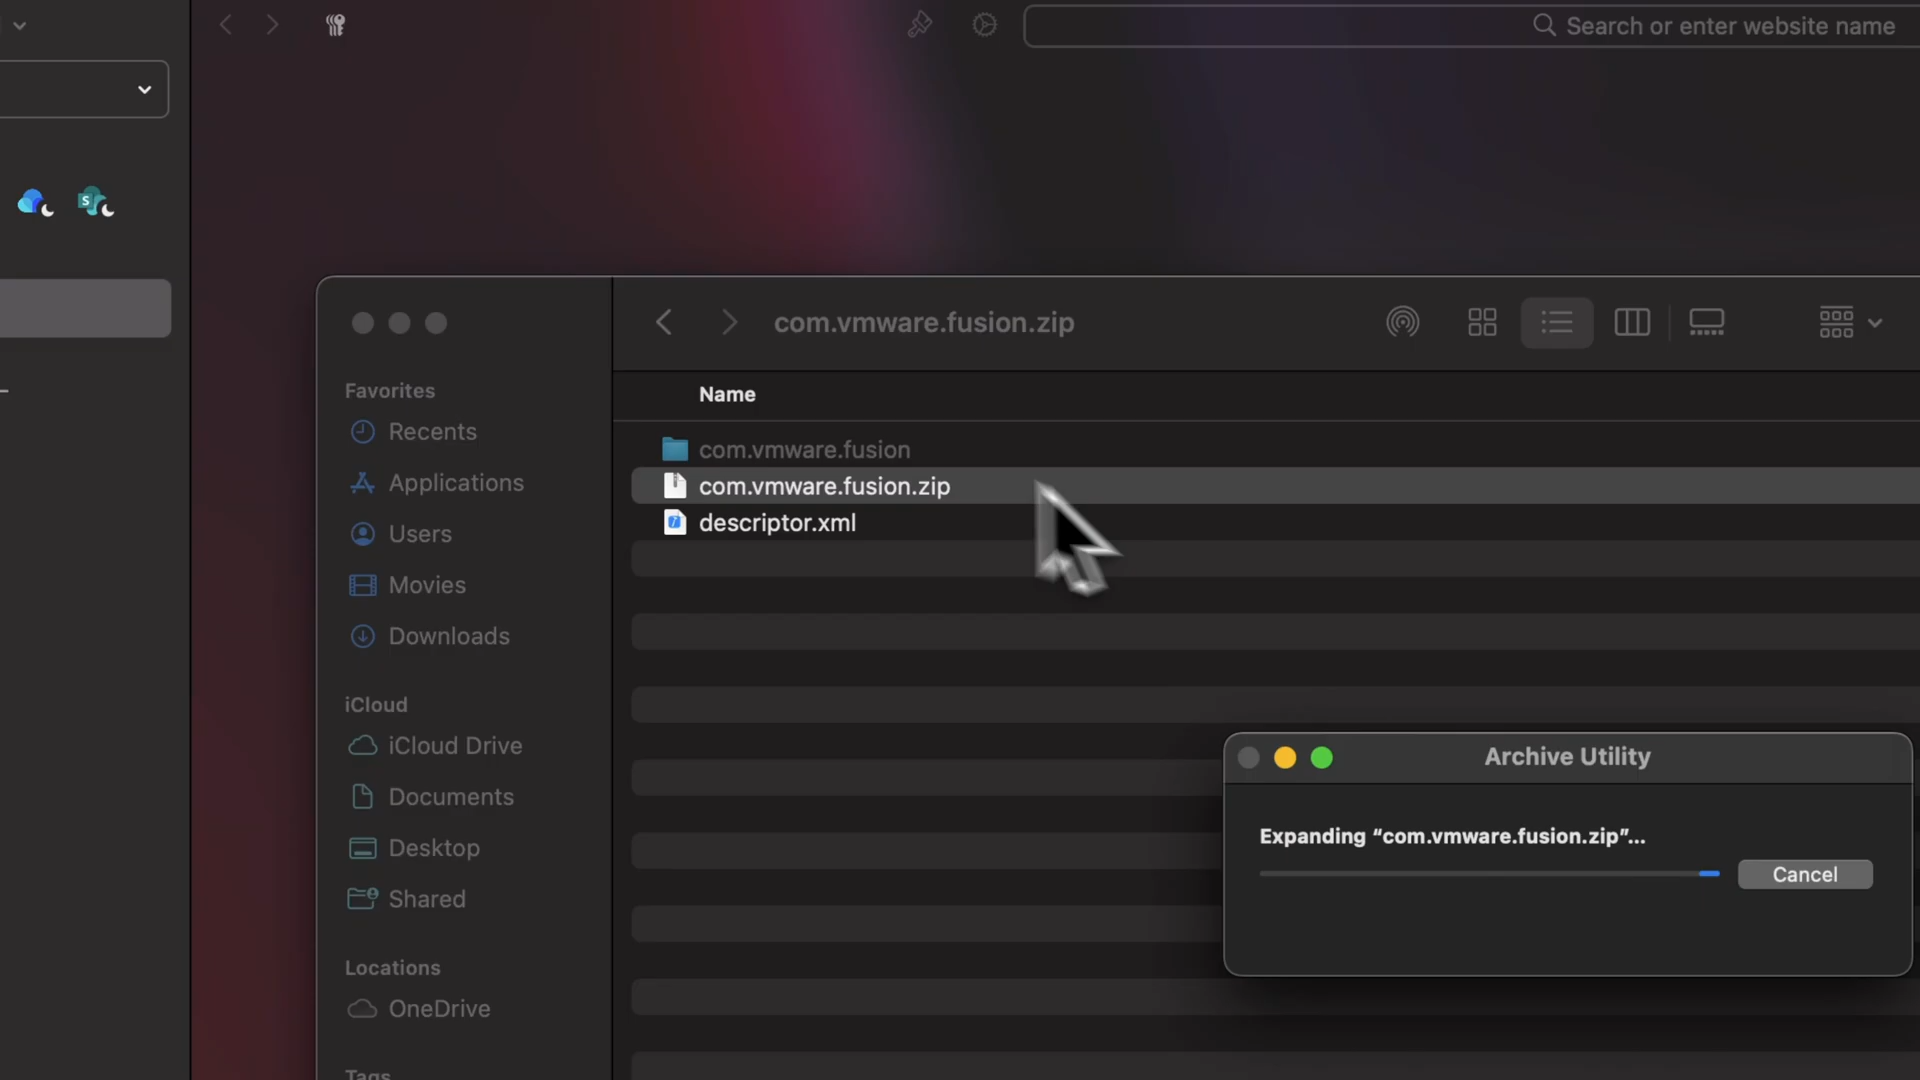 Search or enter website name
S
com.vmware.fusion.zip
Favorites
Recents
Applications
Users
Movies
Downloads
iCloud
iCloud Drive
Documents
Desktop
Shared
Locations
OneDrive
Tags
Name
com.vmware.fusion
com.vmware.fusion.zip
descriptor.xml
Archive Utility
Expanding “com.vmware.fusion.zip”...
Cancel